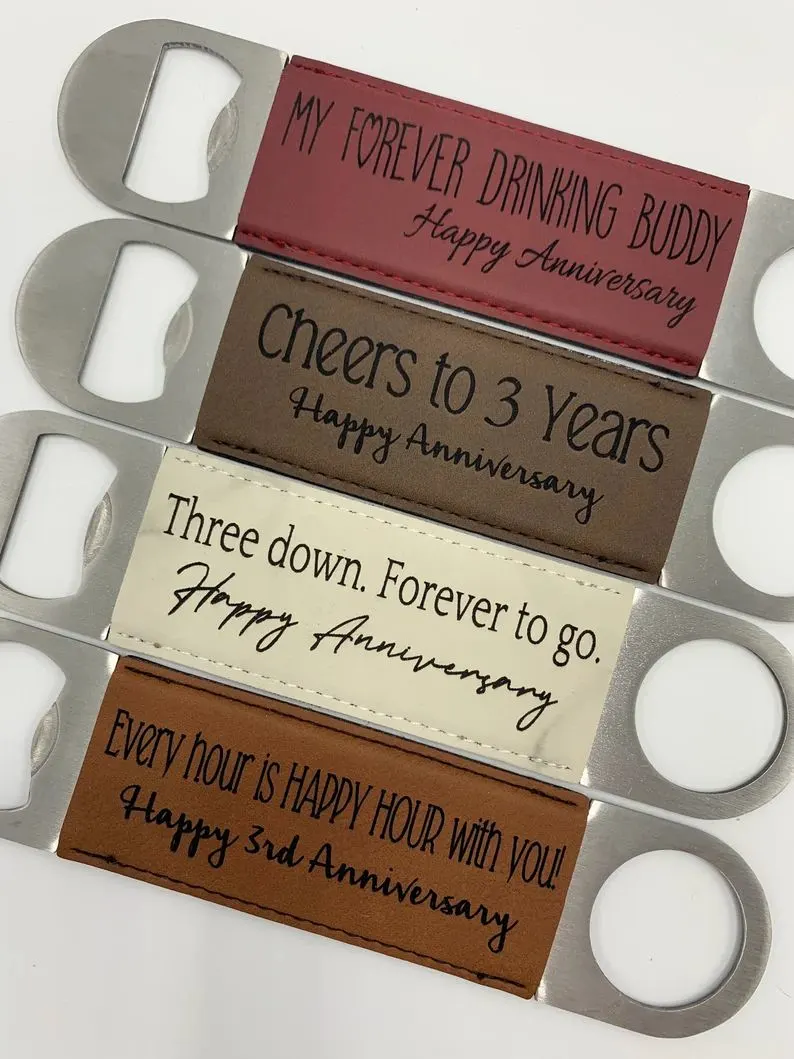 MY FOREVER DRINKING BUDDY
Happy Anniversary
Cheers to 3 Years
Happy Anniversary
Three down. Forever to go.
Happy Anniversary
Every hour is HAPPY HOUR with you!
Happy 3rd Anniversary